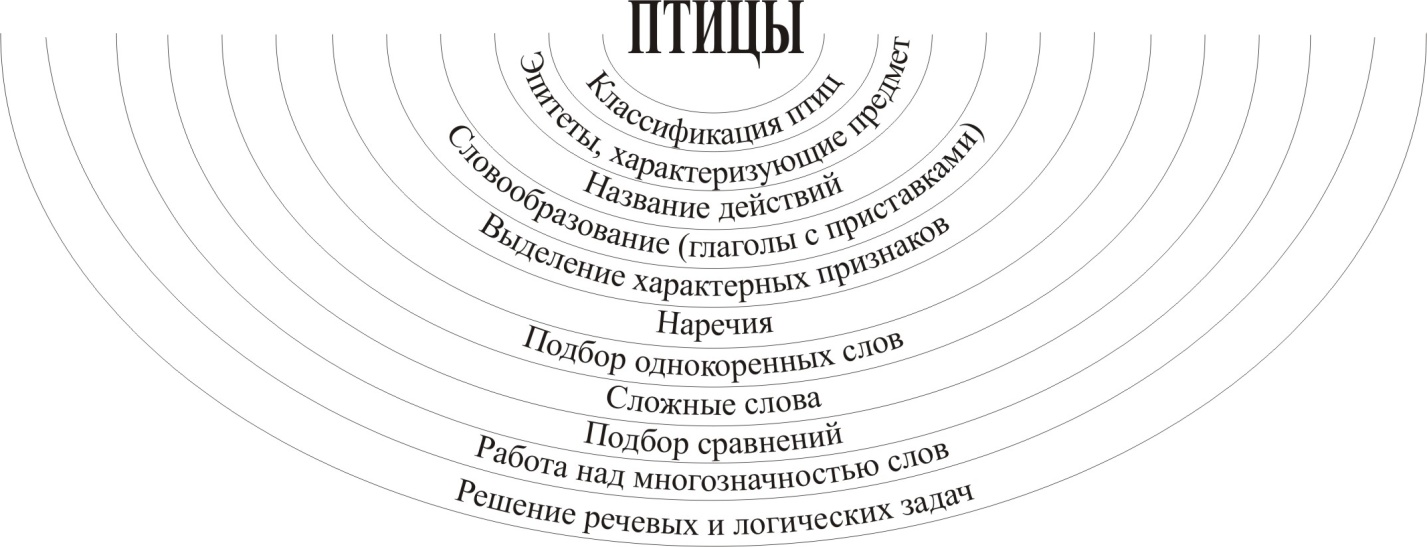 ПТИЦЫ
Классификация птиц
Эпитеты, характеризующие предмет
Название действий
Словообразование (глаголы с приставками)
Выделение характерных признаков
Наречия
Подбор однокоренных слов
Сложные слова
Подбор сравнений
Работа над многозначностью слов
Решение речевых и логических задач